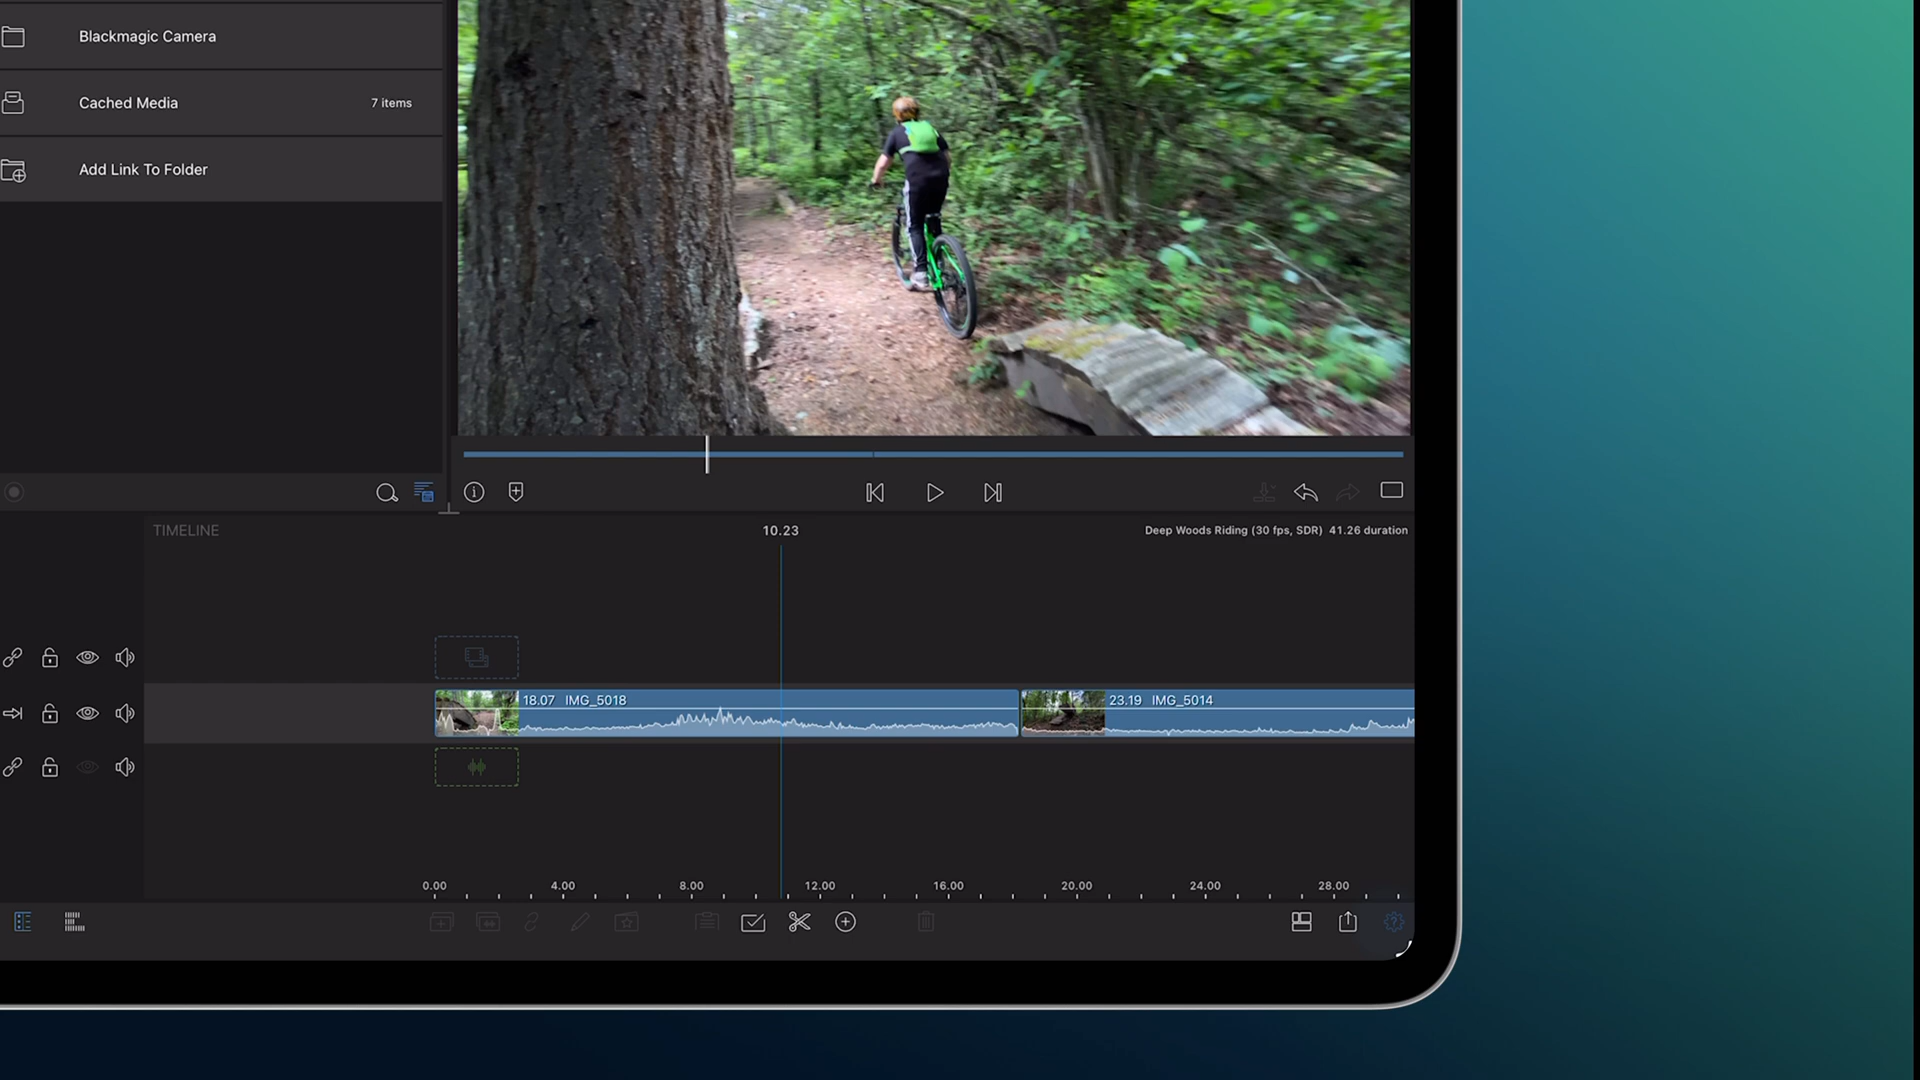 Blackmagic Camera
Cached Media 7 items
Add Link To Folder
TIMELINE 10.23 Deep Woods Riding (30 fps, SDR) 41.26 duration
18.07 IMG_5018 23.19 IMG_5014
0.00 4.00 8.00 12.00 16.00 20.00 24.00 28.00